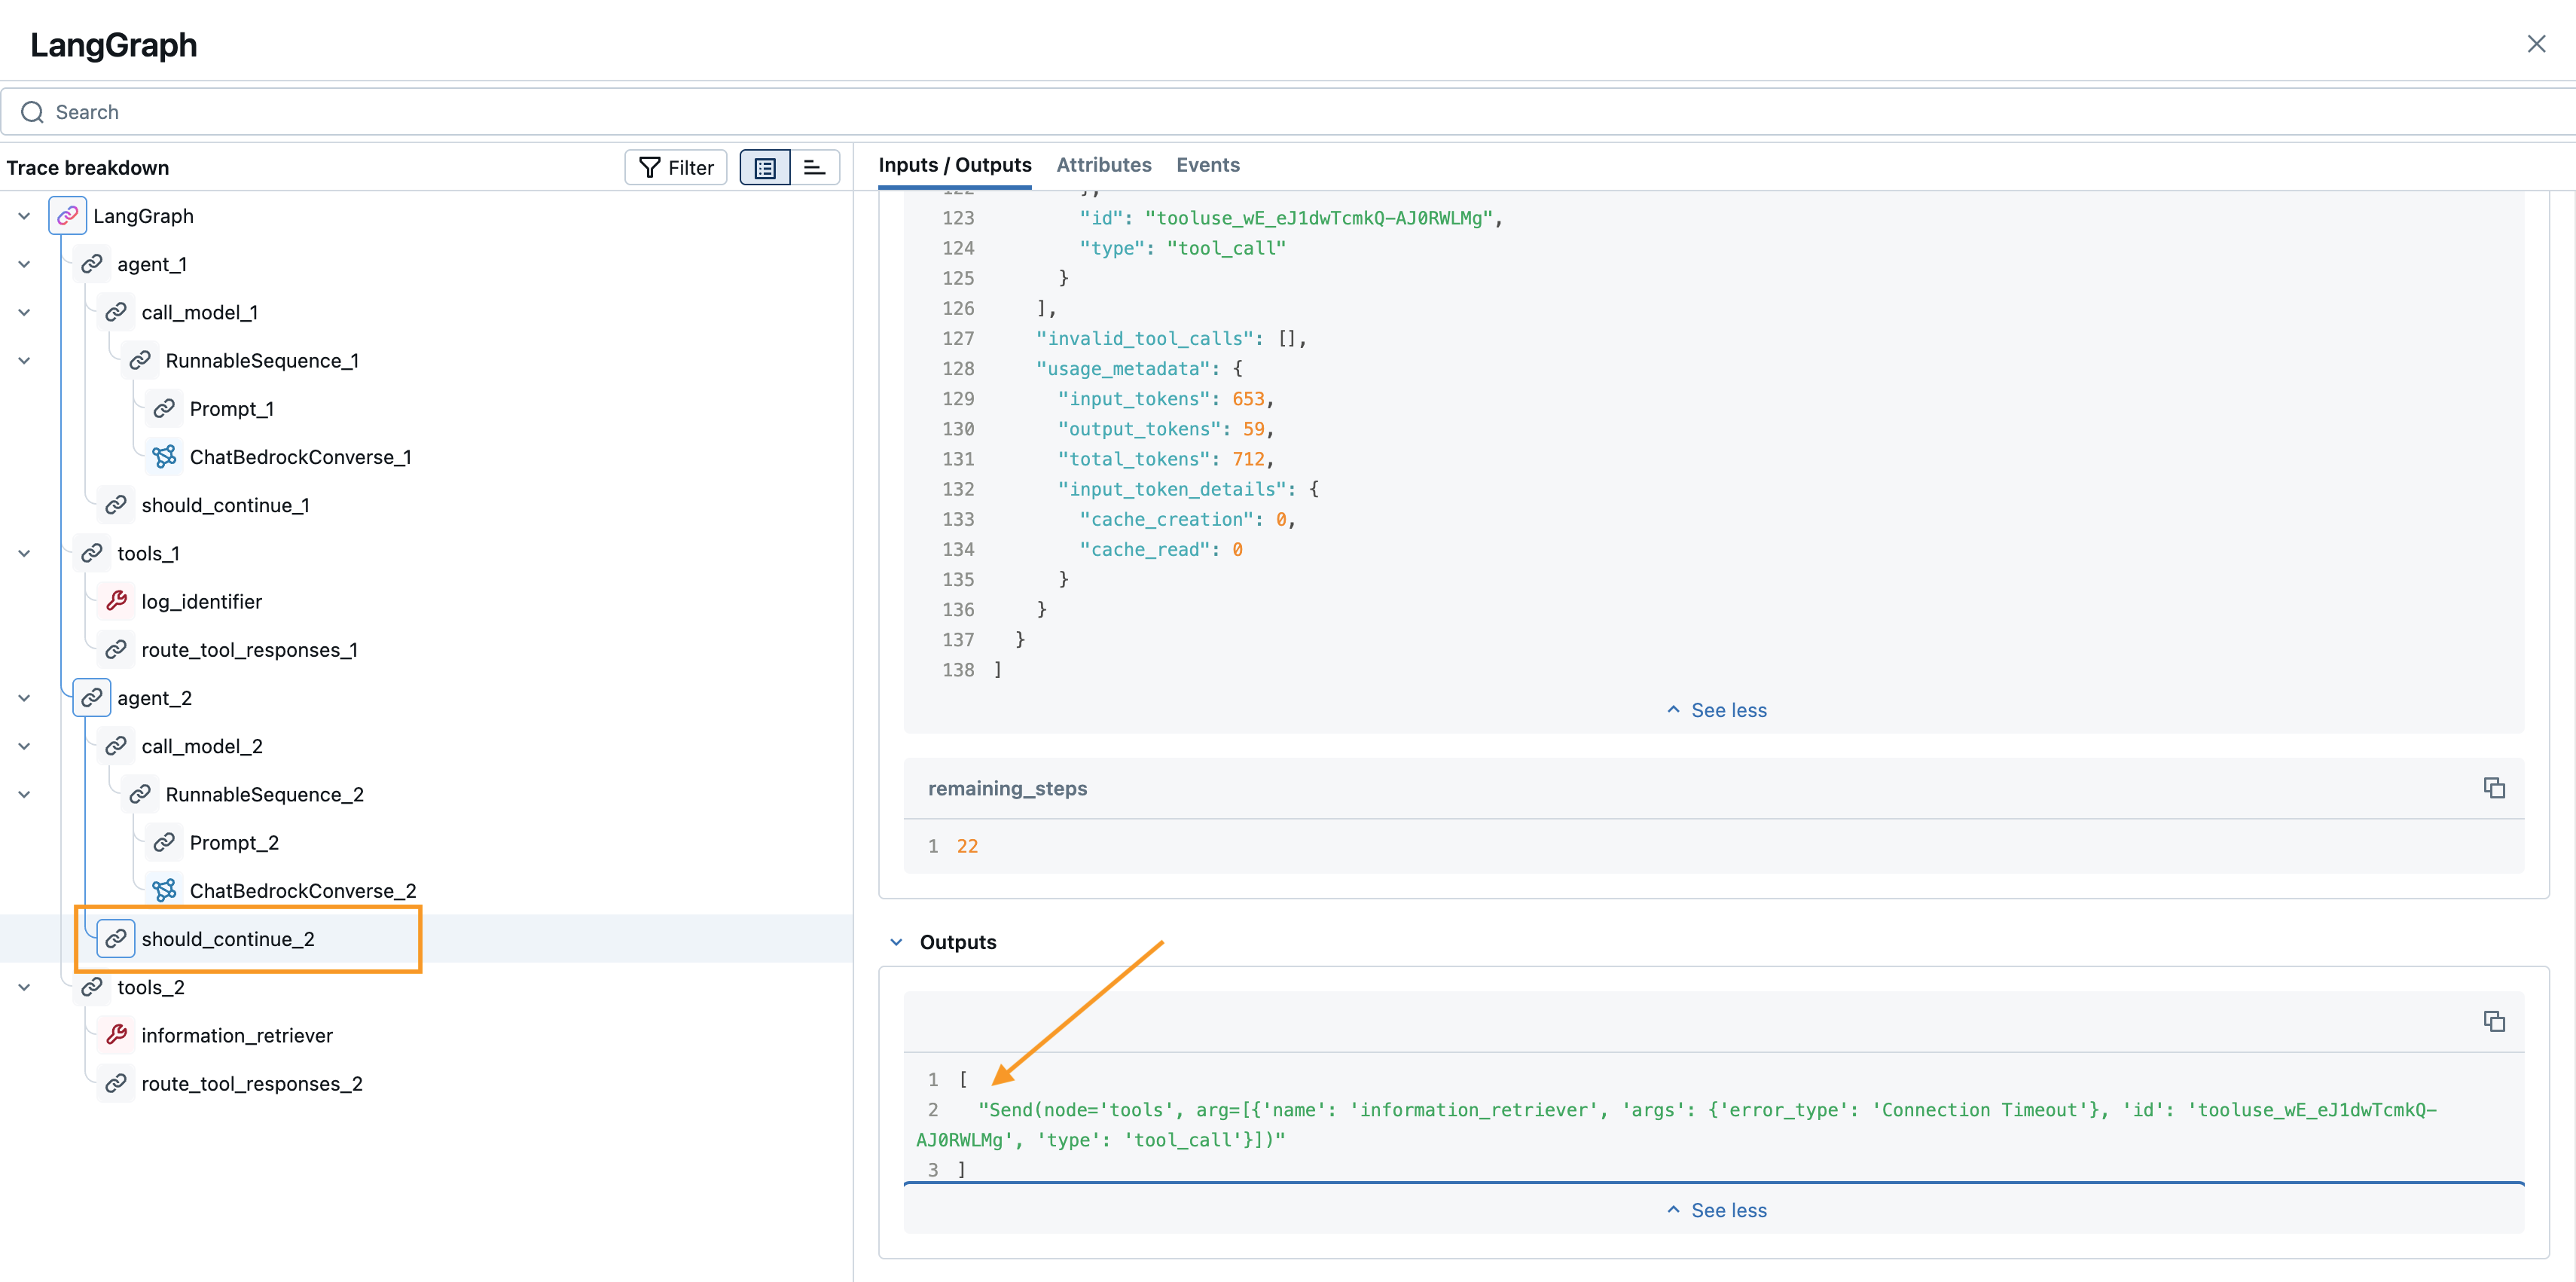 LangGraph
Search
Trace breakdown
Filter
LangGraph
agent_1
call_model_1
RunnableSequence_1
Prompt_1
ChatBedrockConverse_1
should_continue_1
tools_1
log_identifier
route_tool_responses_1
agent_2
call_model_2
RunnableSequence_2
Prompt_2
ChatBedrockConverse_2
should_continue_2
tools_2
information_retriever
route_tool_responses_2
Inputs / Outputs Attributes Events
122 ],
123 "id": "tooluse_wE_eJ1dwTcmkQ-AJ0RWLMg",
124 "type": "tool_call"
125 }
126 ],
127 "invalid_tool_calls": [],
128 "usage_metadata": {
129 "input_tokens": 653,
130 "output_tokens": 59,
131 "total_tokens": 712,
132 "input_token_details": {
133 "cache_creation": 0,
134 "cache_read": 0
135 }
136 }
137 }
138 ]
See less
remaining_steps
1 22
Outputs
1 [
2 "Send(node='tools', arg=[{'name': 'information_retriever', 'args': {'error_type': 'Connection Timeout'}, 'id': 'tooluse_wE_eJ1dwTcmkQ-
AJ0RWLMg', 'type': 'tool_call'}])"
3 ]
See less